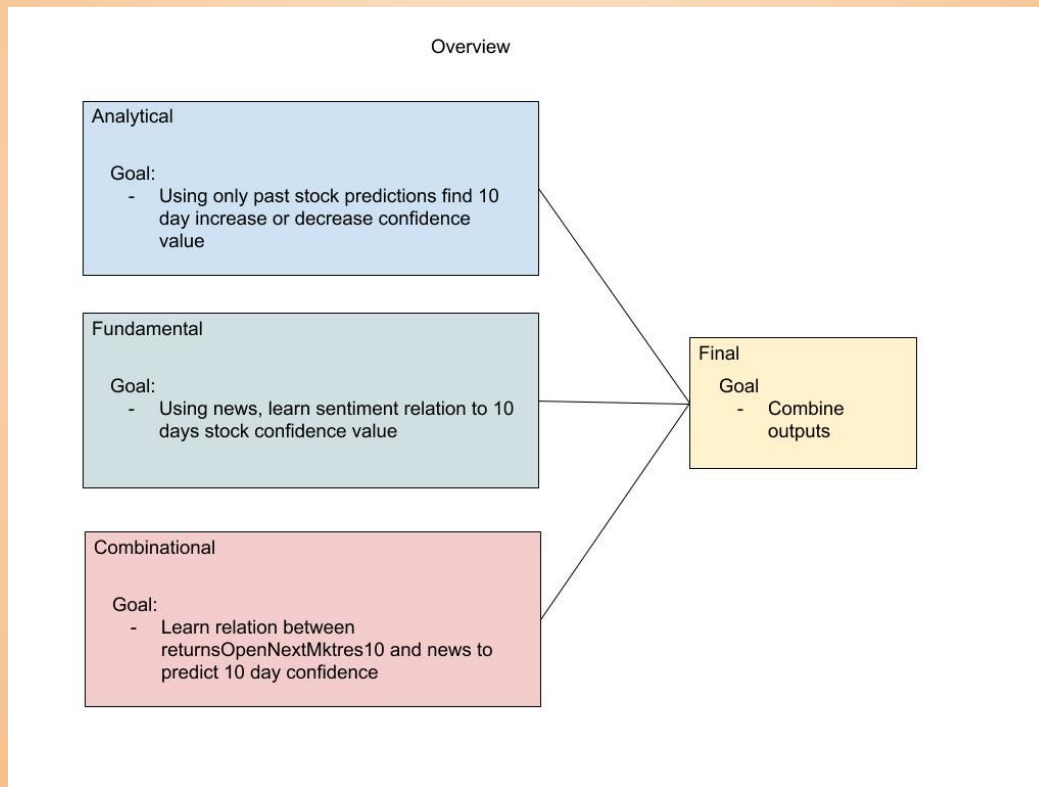 Overview
Analytical
Goal:
- Using only past stock predictions find 10
day increase or decrease confidence
value
Fundamental
Goal:
- Using news, learn sentiment relation to 10
days stock confidence value
Combinational
Goal:
- Learn relation between
returnsOpenNextMktres10 and news to
predict 10 day confidence
Final
Goal
- Combine
outputs